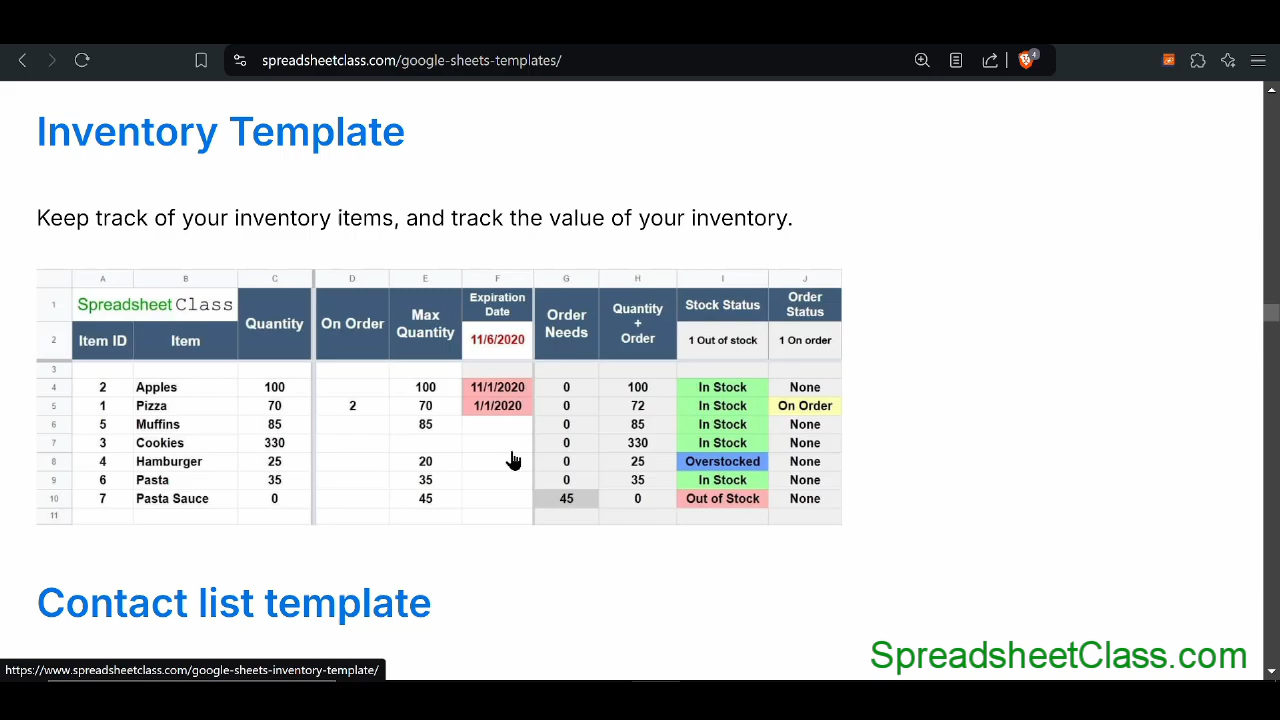 spreadsheetclass.com/google-sheets-templates/
4
Inventory Template
Keep track of your inventory items, and track the value of your inventory.
A B C D E F G H I J
1 Spreadsheet Class Quantity On Order Max Quantity Expiration Date Order Needs Quantity + Order Stock Status Order Status
2 Item ID Item 11/6/2020 1 Out of stock 1 On order
3
4 2 Apples 100 100 11/1/2020 0 100 In Stock None
5 1 Pizza 70 2 70 1/1/2020 0 72 In Stock On Order
6 5 Muffins 85 85 0 85 In Stock None
7 3 Cookies 330 0 330 In Stock None
8 4 Hamburger 25 20 0 25 Overstocked None
9 6 Pasta 35 35 0 35 In Stock None
10 7 Pasta Sauce 0 45 45 0 Out of Stock None
11
Contact list template
SpreadsheetClass.com
https://www.spreadsheetclass.com/google-sheets-inventory-template/